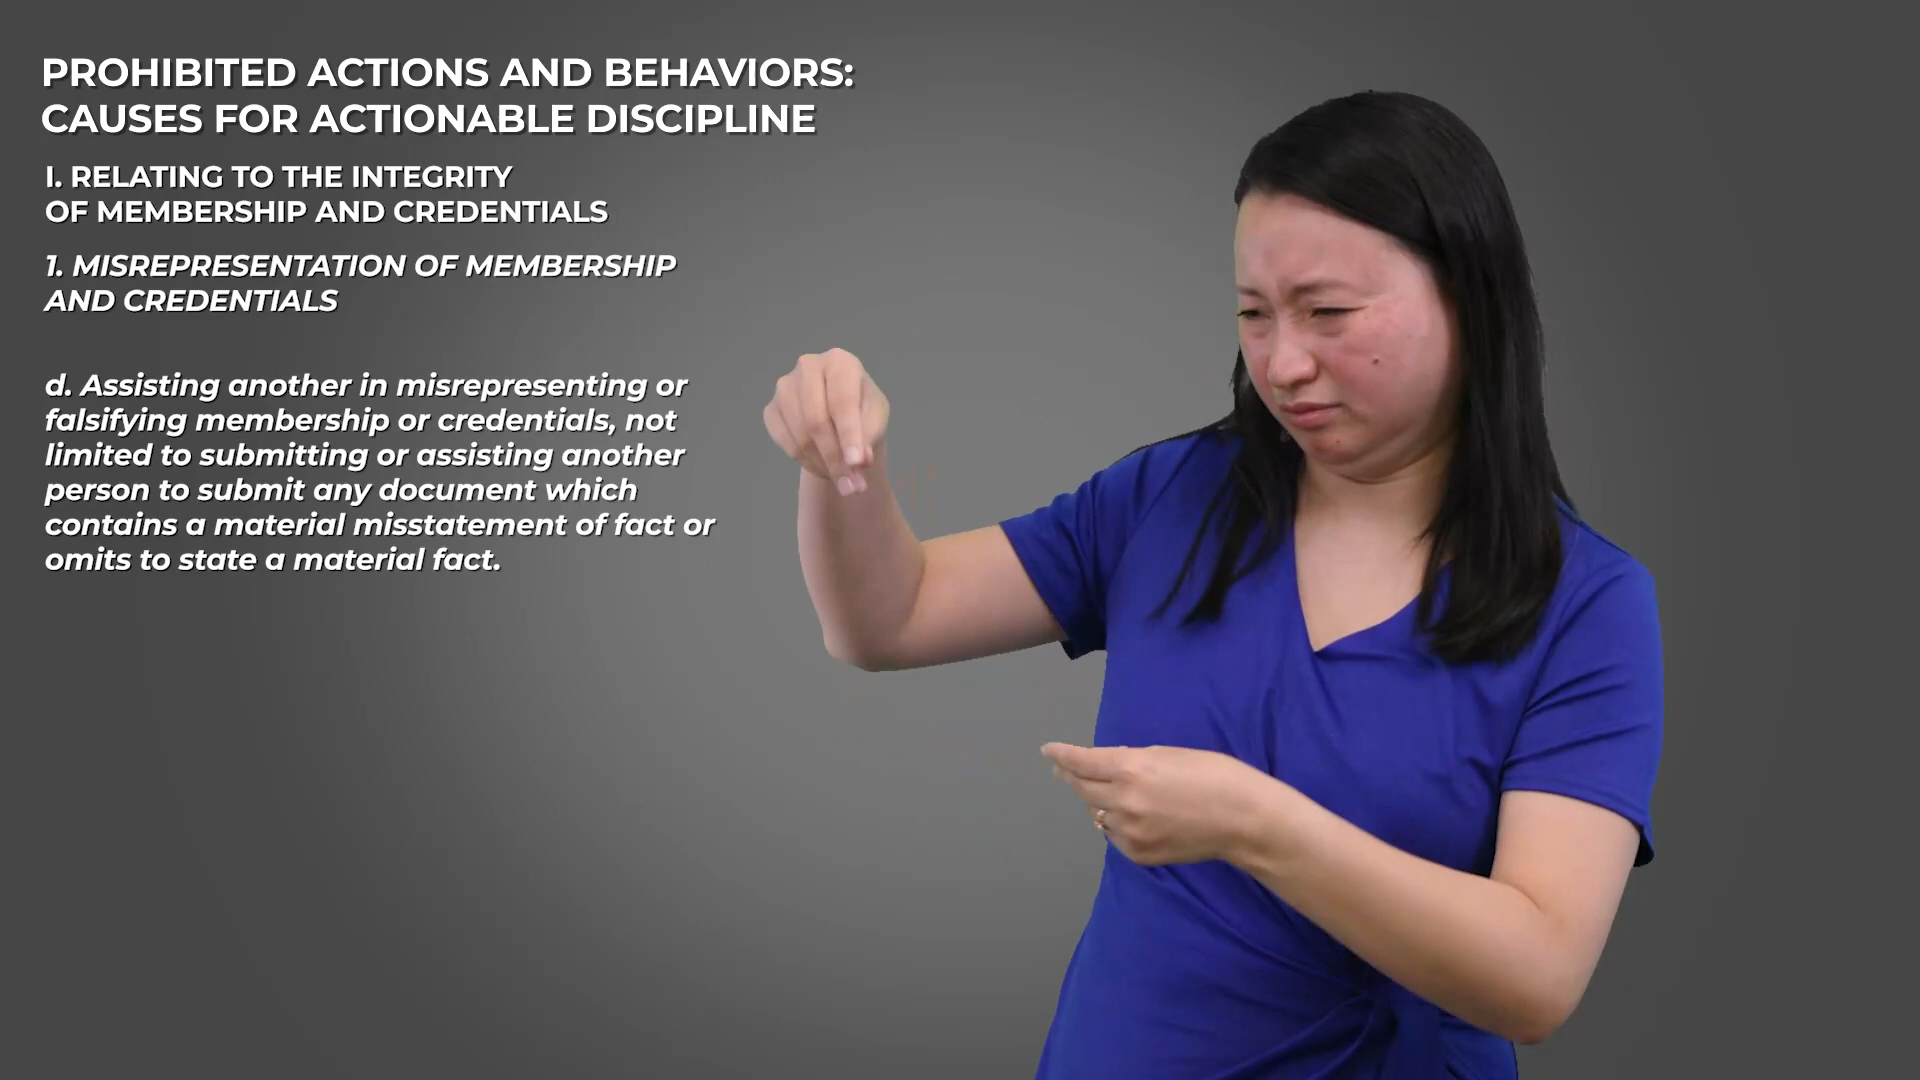 PROHIBITED ACTIONS AND BEHAVIORS:
CAUSES FOR ACTIONABLE DISCIPLINE
I. RELATING TO THE INTEGRITY
OF MEMBERSHIP AND CREDENTIALS
1. MISREPRESENTATION OF MEMBERSHIP
AND CREDENTIALS
d. Assisting another in misrepresenting or
falsifying membership or credentials, not
limited to submitting or assisting another
person to submit any document which
contains a material misstatement of fact or
omits to state a material fact.